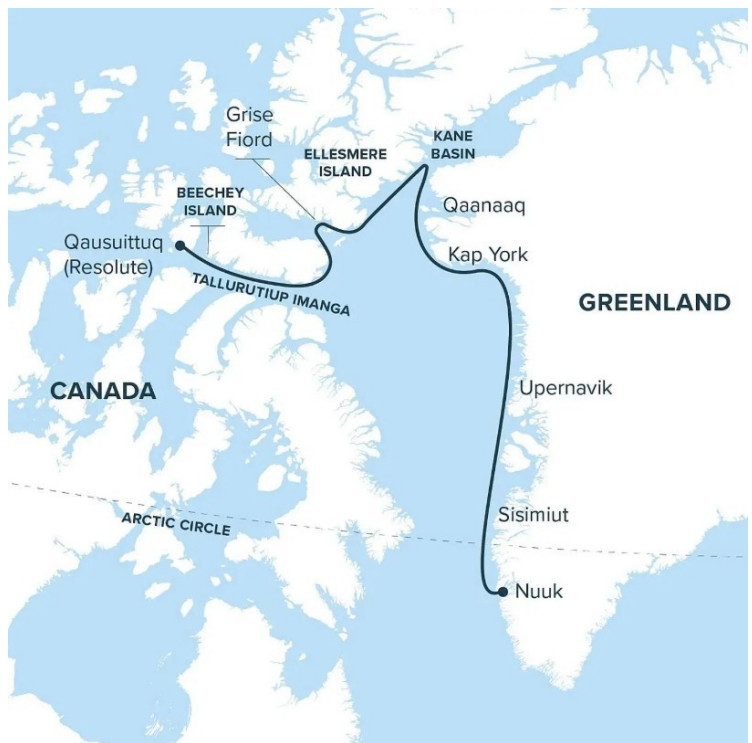 Grise
Fiord
ELLESMERE
ISLAND
KANE
BASIN
BEECHEY
ISLAND
Qaanaaq
Qausuittuq
(Resolute)
Kap York
TALLURUTIUP IMANGA
GREENLAND
CANADA
Upernavik
Sisimiut
ARCTIC CIRCLE
Nuuk